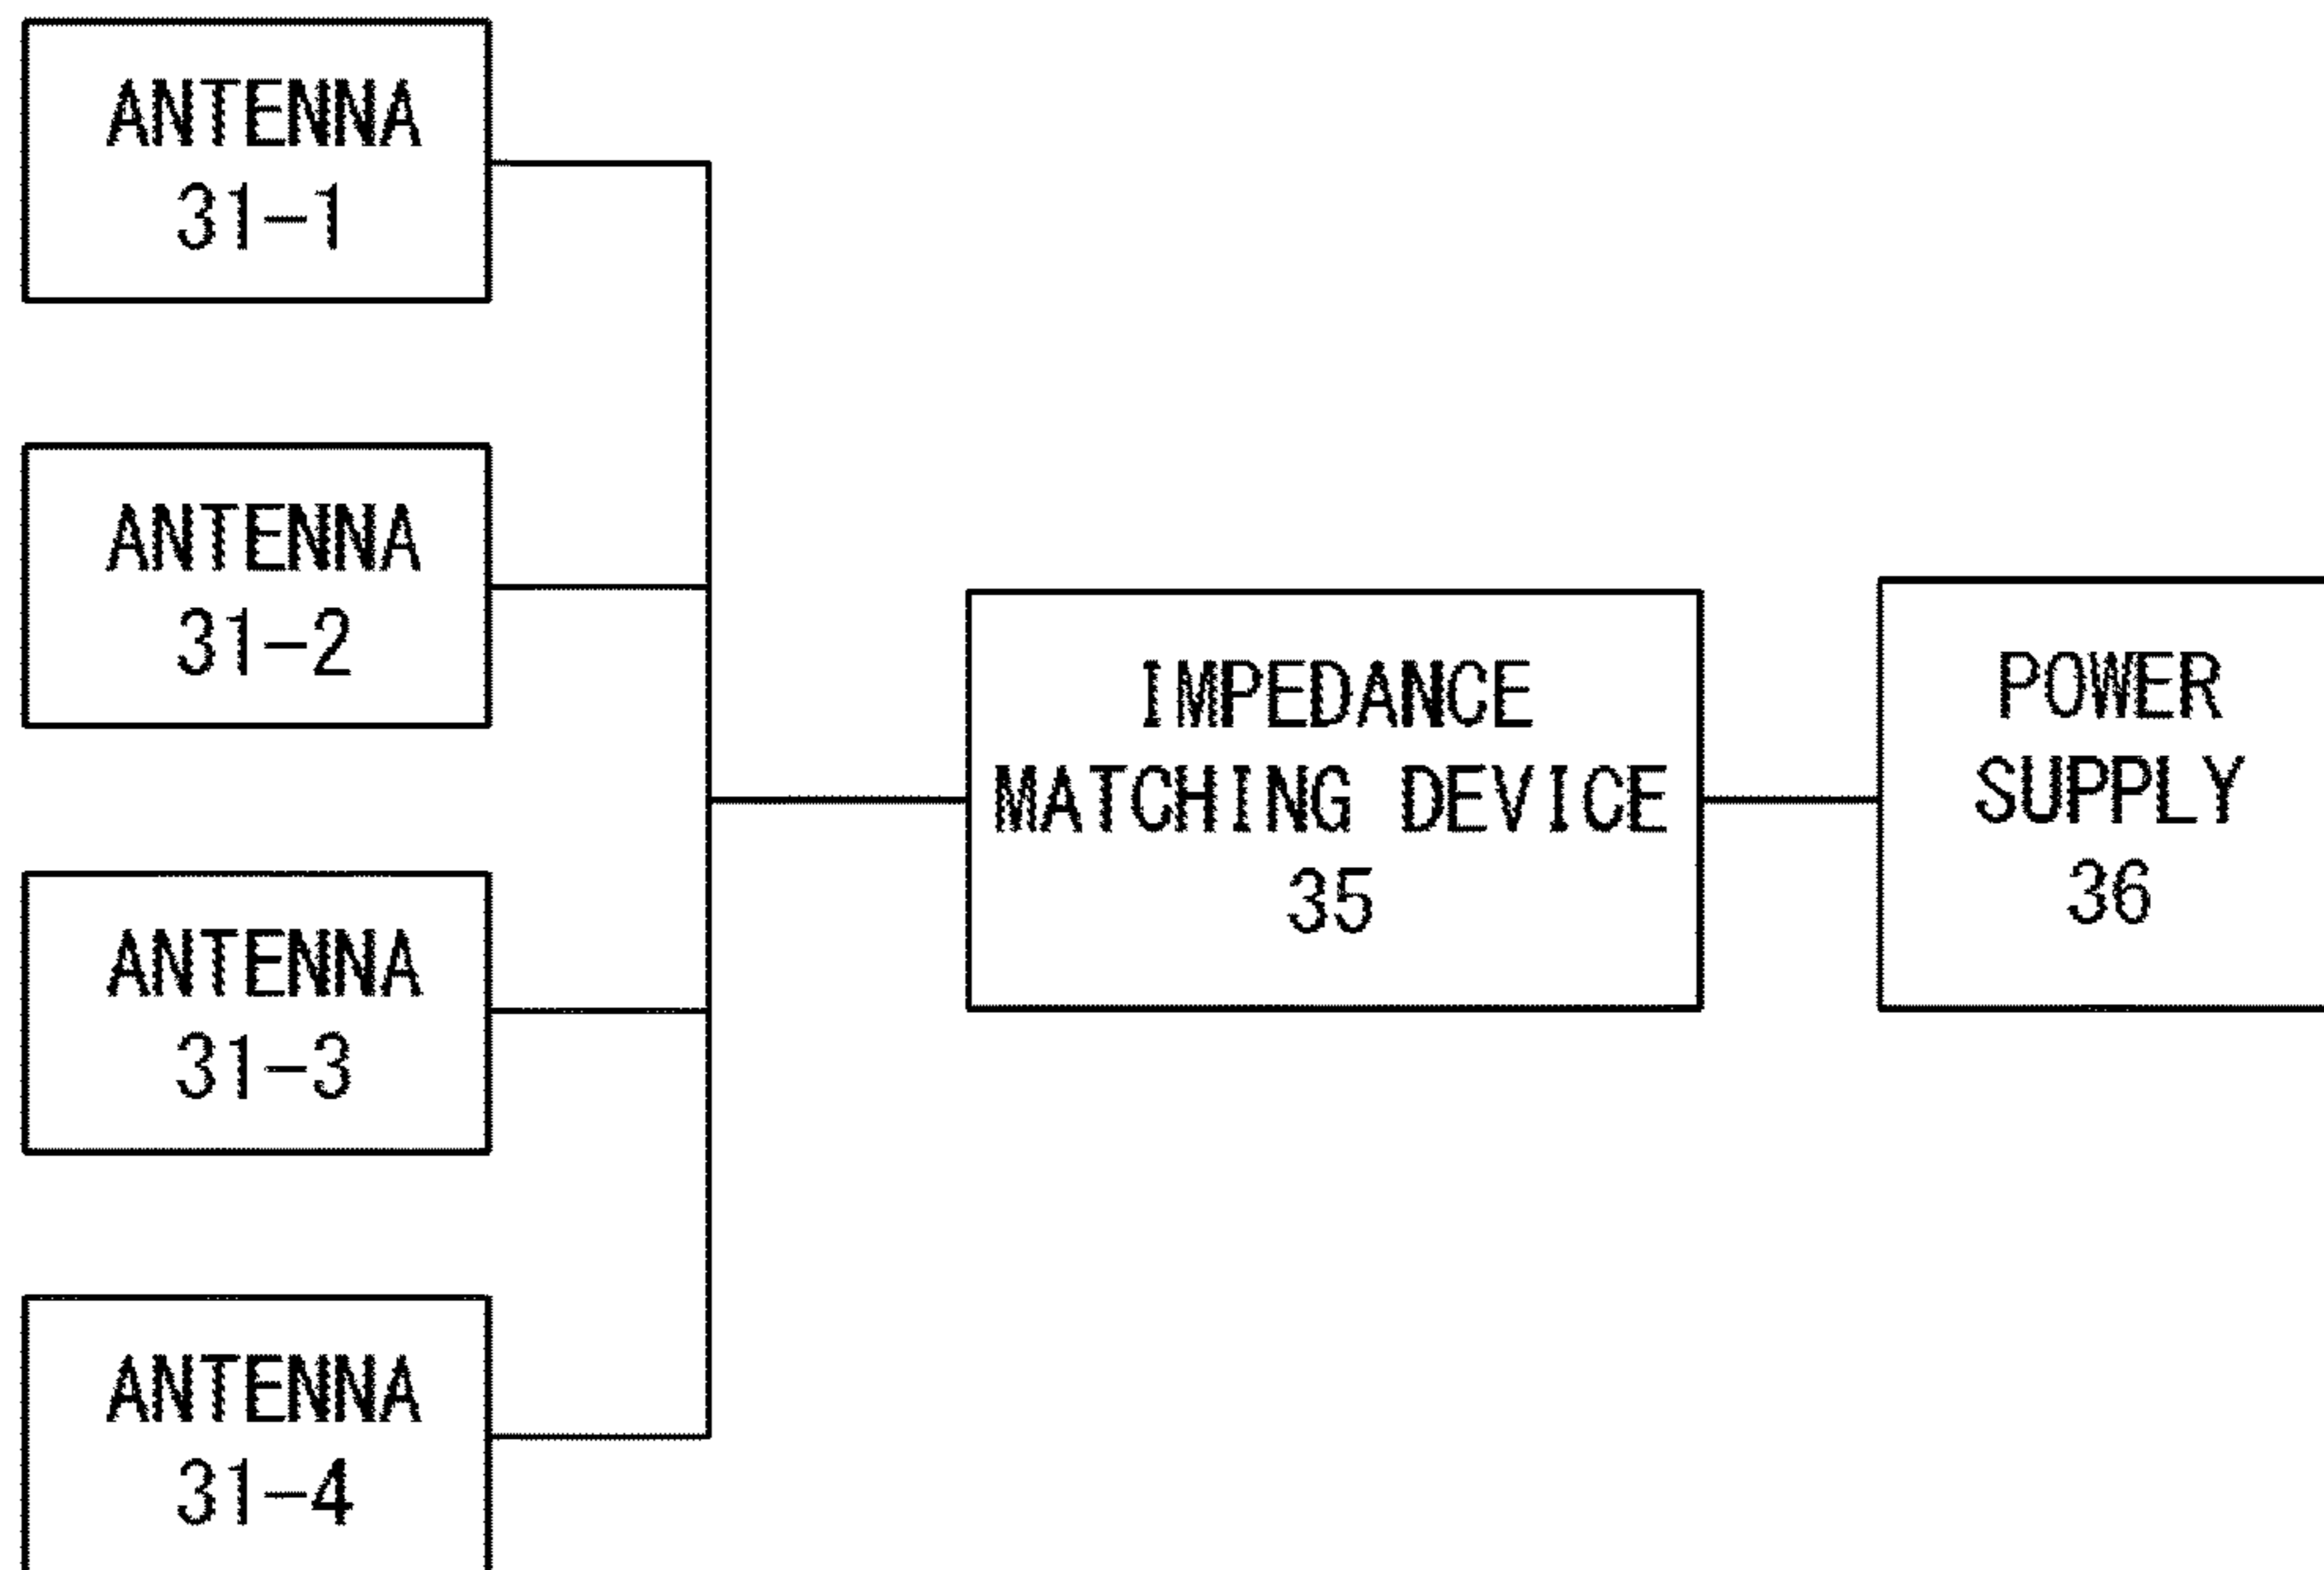 ANTENNA
31-1
ANTENNA
31-2
ANTENNA
31-3
ANTENNA
31-4
IMPEDANCE
MATCHING DEVICE
35
POWER
SUPPLY
36